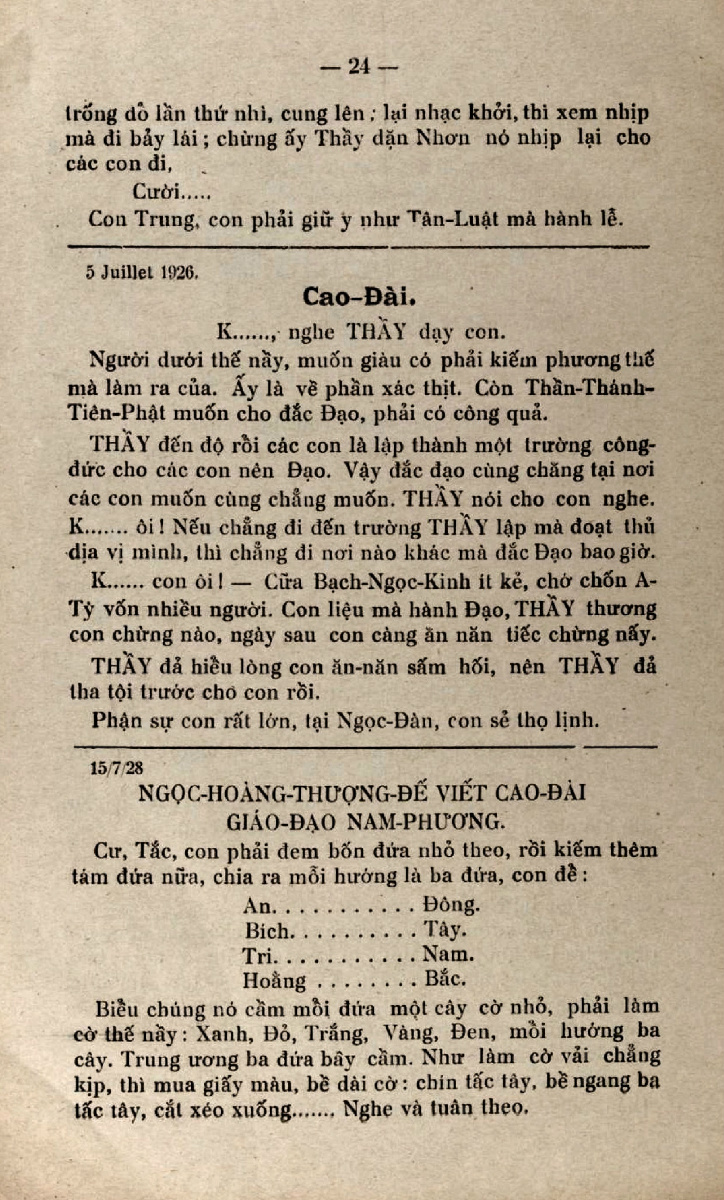 — 24 —
trống dỗ lần thứ nhì, cung lên ; lại nhạc khởi, thì xem nhịp
mà đi bảy lái ; chừng ấy Thầy dặn Nhơn nó nhịp lại cho
các con đi,
Cười.....
Con Trung, con phải giữ y như Tân-Luật mà hành lễ.
5 Juillet 1926.
Cao-Đài.
K......, nghe THẦY dạy con.
Người dưới thế nầy, muốn giàu có phải kiếm phương thế
mà làm ra của. Ấy là về phần xác thịt. Còn Thần-Thánh-
Tiên-Phật muốn cho đắc Đạo, phải có công quả.
THẦY đến độ rồi các con là lập thành một trường công-
đức cho các con nên Đạo. Vậy đắc đạo cùng chăng tại nơi
các con muốn cùng chẳng muốn. THẦY nói cho con nghe.
K....... ôi ! Nếu chẳng đi đến trường THẦY lập mà đoạt thủ
địa vị mình, thì chẳng đi nơi nào khác mà đắc Đạo bao giờ.
K...... con ôi ! — Cữa Bạch-Ngọc-Kinh ít kẻ, chờ chốn A-
Tỳ vốn nhiều người. Con liệu mà hành Đạo, THẦY thương
con chừng nào, ngày sau con càng ăn năn tiếc chừng nấy.
THẦY đả hiểu lòng con ăn-năn sấm hối, nên THẦY đả
tha tội trước cho con rồi.
Phận sự con rất lớn, tại Ngọc-Đàn, con sẻ thọ lịnh.
15/7/28
NGỌC-HOÀNG-THƯỢNG-ĐẾ VIẾT CAO-ĐÀI
GIÁO-ĐẠO NAM-PHƯƠNG.
Cư, Tắc, con phải đem bốn đứa nhỏ theo, rồi kiếm thêm
tám đứa nữa, chia ra mỗi hướng là ba đứa, con đề :
An. . . . . . . . . . . . Đông.
Bích. . . . . . . . . . Tây.
Tri. . . . . . . . . . . . Nam.
Hoằng . . . . . . . . Bắc.
Biểu chúng nó cầm mỗi đứa một cây cờ nhỏ, phải làm
cờ thế nầy : Xanh, Đỏ, Trắng, Vàng, Đen, mỗi hướng ba
cây. Trung ương ba đứa bây cầm. Như làm cờ vải chẳng
kịp, thì mua giấy màu, bề dài cờ : chín tấc tây, bề ngang ba
tấc tây, cắt xéo xuống....... Nghe và tuân theo.